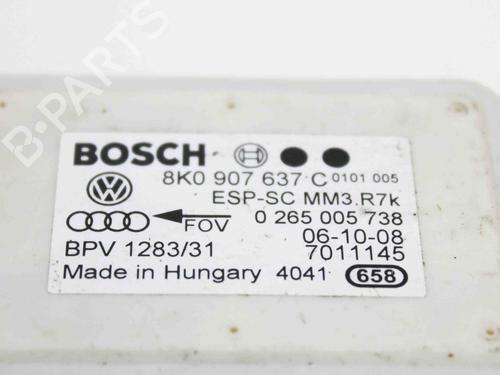 B-PARTS
BOSCH
8K0 907 637 C 0101 005
ESP-SC MM3.R7k
FOV 0 265 005 738
06-10-08
BPV 1283/31 7011145
Made in Hungary 4041 658